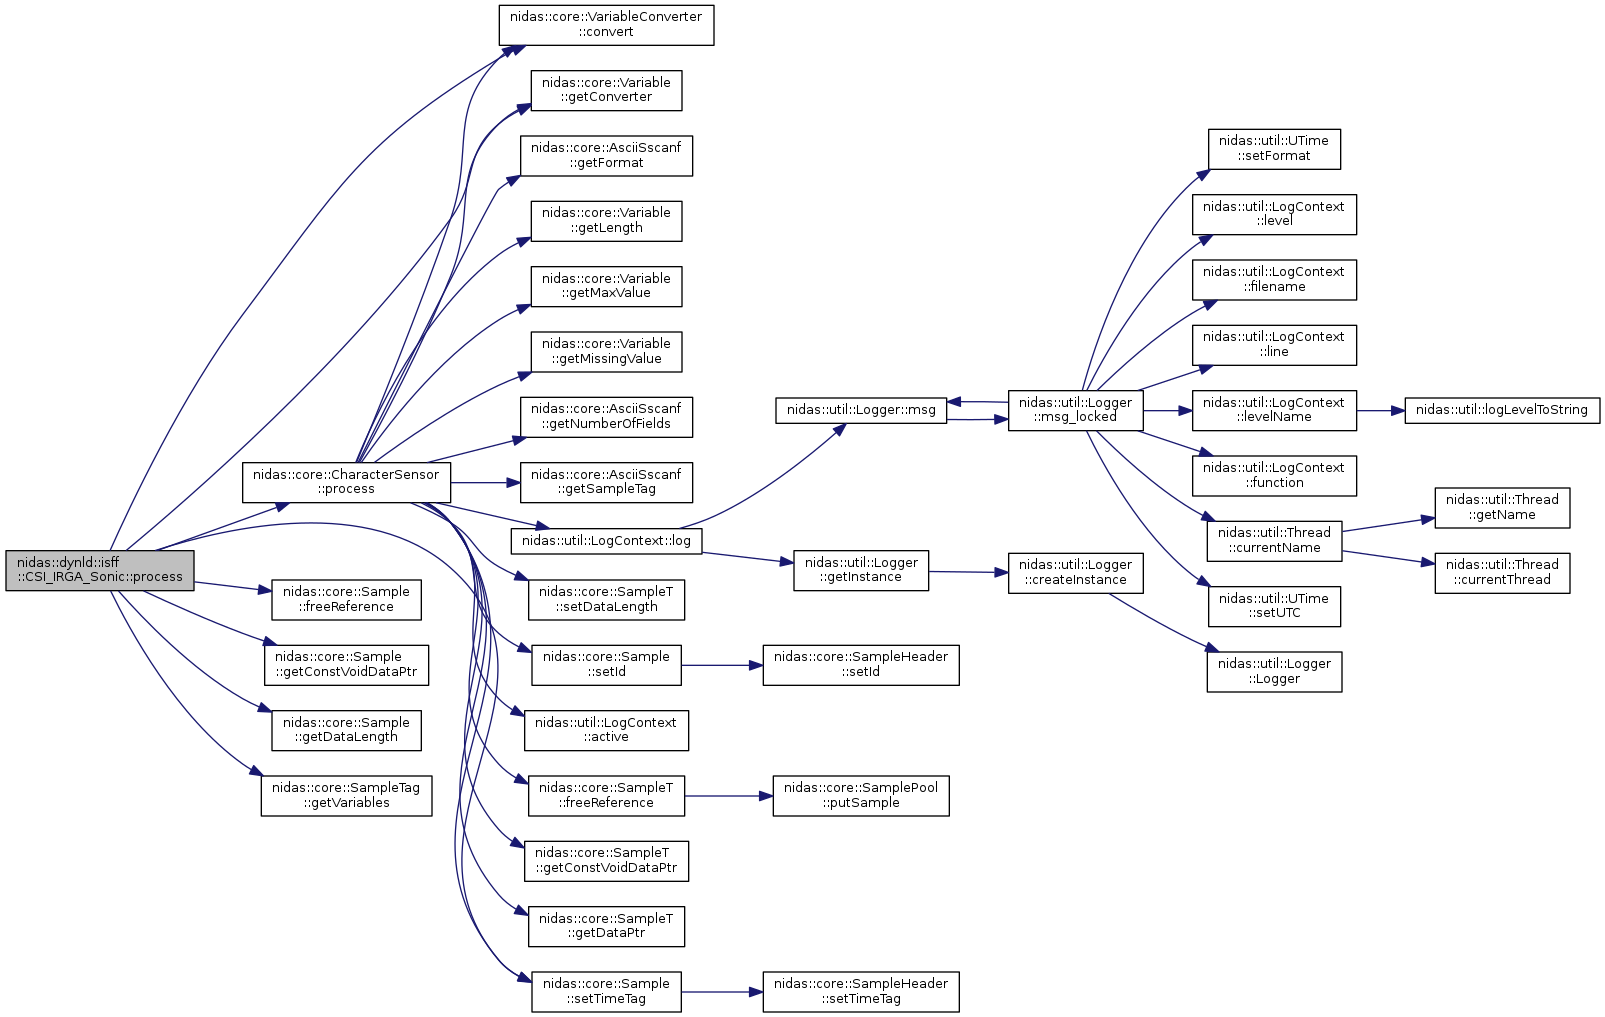 nidas::dynld::isff
::CSI_IRGA_Sonic::process
nidas::core::CharacterSensor
::process
nidas::core::Sample
::freeReference
nidas::core::Sample
::getConstVoidDataPtr
nidas::core::Sample
::getDataLength
nidas::core::SampleTag
::getVariables
nidas::core::VariableConverter
::convert
nidas::core::Variable
::getConverter
nidas::core::AsciiSscanf
::getFormat
nidas::core::Variable
::getLength
nidas::core::Variable
::getMaxValue
nidas::core::Variable
::getMissingValue
nidas::core::AsciiSscanf
::getNumberOfFields
nidas::core::AsciiSscanf
::getSampleTag
nidas::util::LogContext::log
nidas::core::SampleT
::setDataLength
nidas::core::Sample
::setId
nidas::util::LogContext
::active
nidas::core::SampleT
::freeReference
nidas::core::SampleT
::getConstVoidDataPtr
nidas::core::SampleT
::getDataPtr
nidas::core::Sample
::setTimeTag
nidas::util::Logger::msg
nidas::util::Logger
::getInstance
nidas::core::SampleHeader
::setId
nidas::core::SamplePool
::putSample
nidas::core::SampleHeader
::setTimeTag
nidas::util::Logger
::msg_locked
nidas::util::Logger
::createInstance
nidas::util::UTime
::setFormat
nidas::util::LogContext
::level
nidas::util::LogContext
::filename
nidas::util::LogContext
::line
nidas::util::LogContext
::levelName
nidas::util::LogContext
::function
nidas::util::Thread
::currentName
nidas::util::UTime
::setUTC
nidas::util::Logger
::Logger
nidas::util::logLevelToString
nidas::util::Thread
::getName
nidas::util::Thread
::currentThread